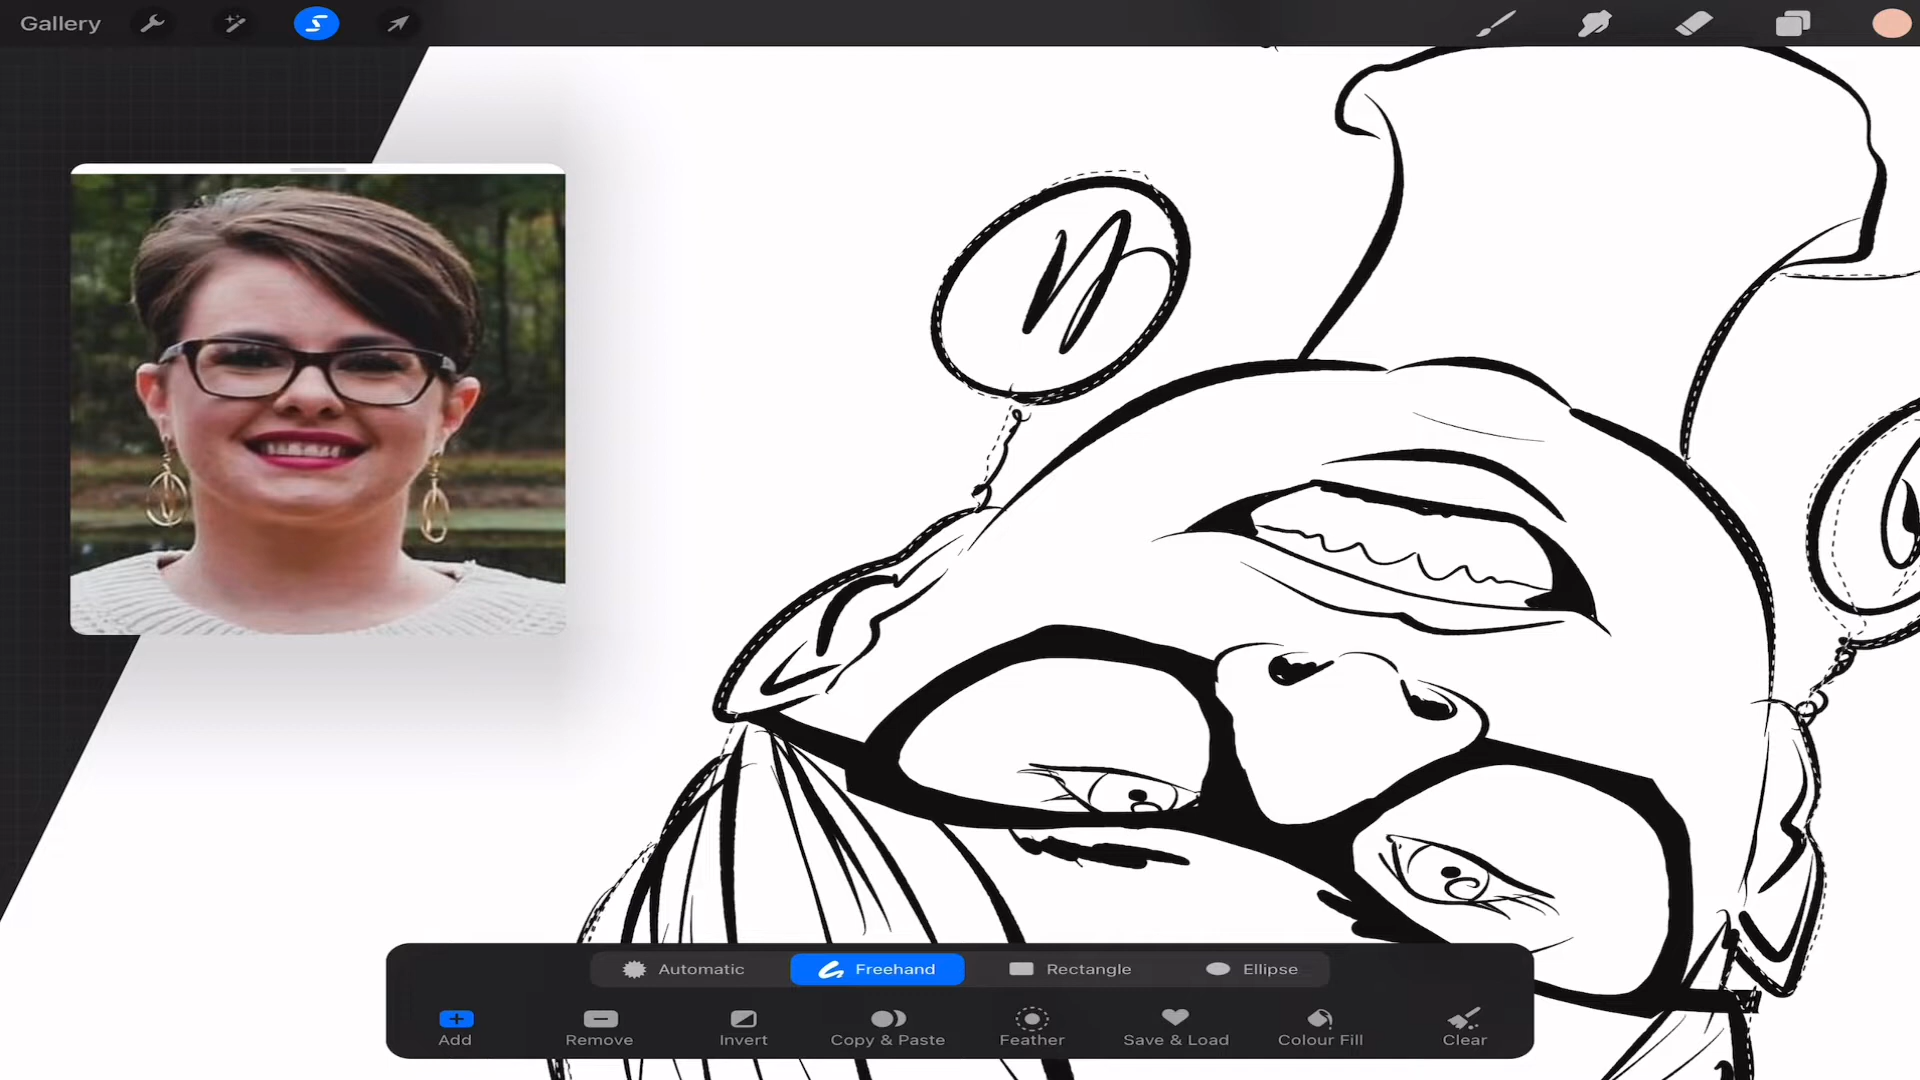 Gallery
Automatic Freehand Rectangle Ellipse
Add Remove Invert Copy & Paste Feather Save & Load Colour Fill Clear